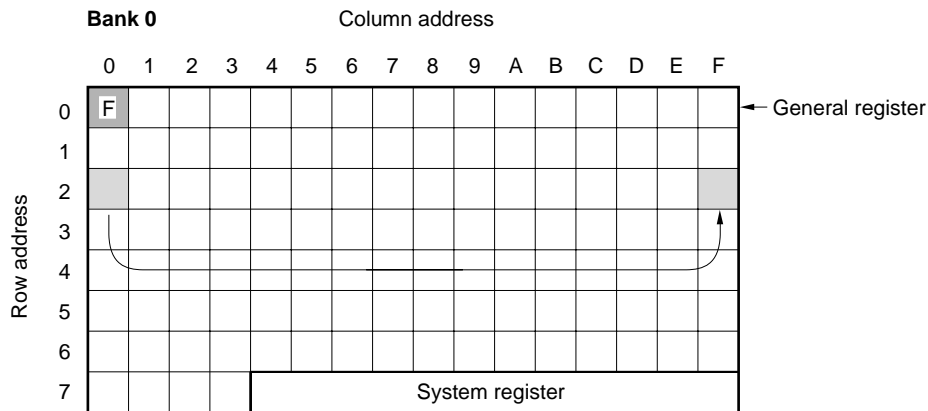 Bank 0 Column address
0 1 2 3 4 5 6 7 8 9 A B C D E F
0 F General register
1
2
3
4
5
6
7 System register
Row address